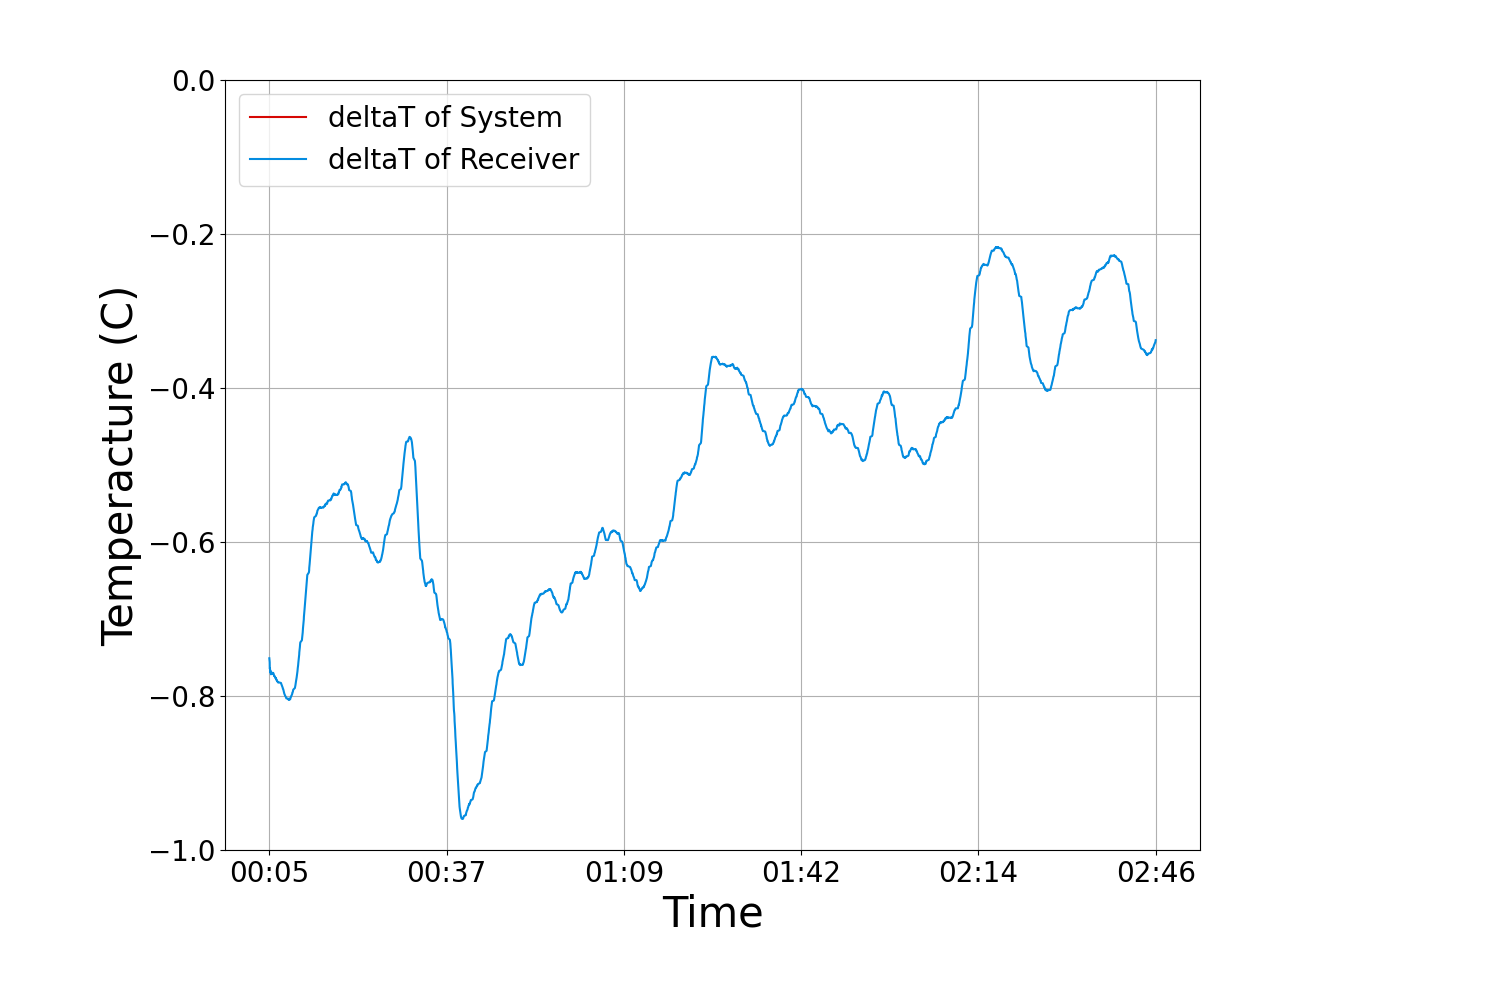 0.0
deltaT of System
deltaT of Receiver
−0.2
−0.4
−0.6
−0.8
−1.0
Temperacture (C)
00:05 00:37 01:09 01:42 02:14 02:46
Time